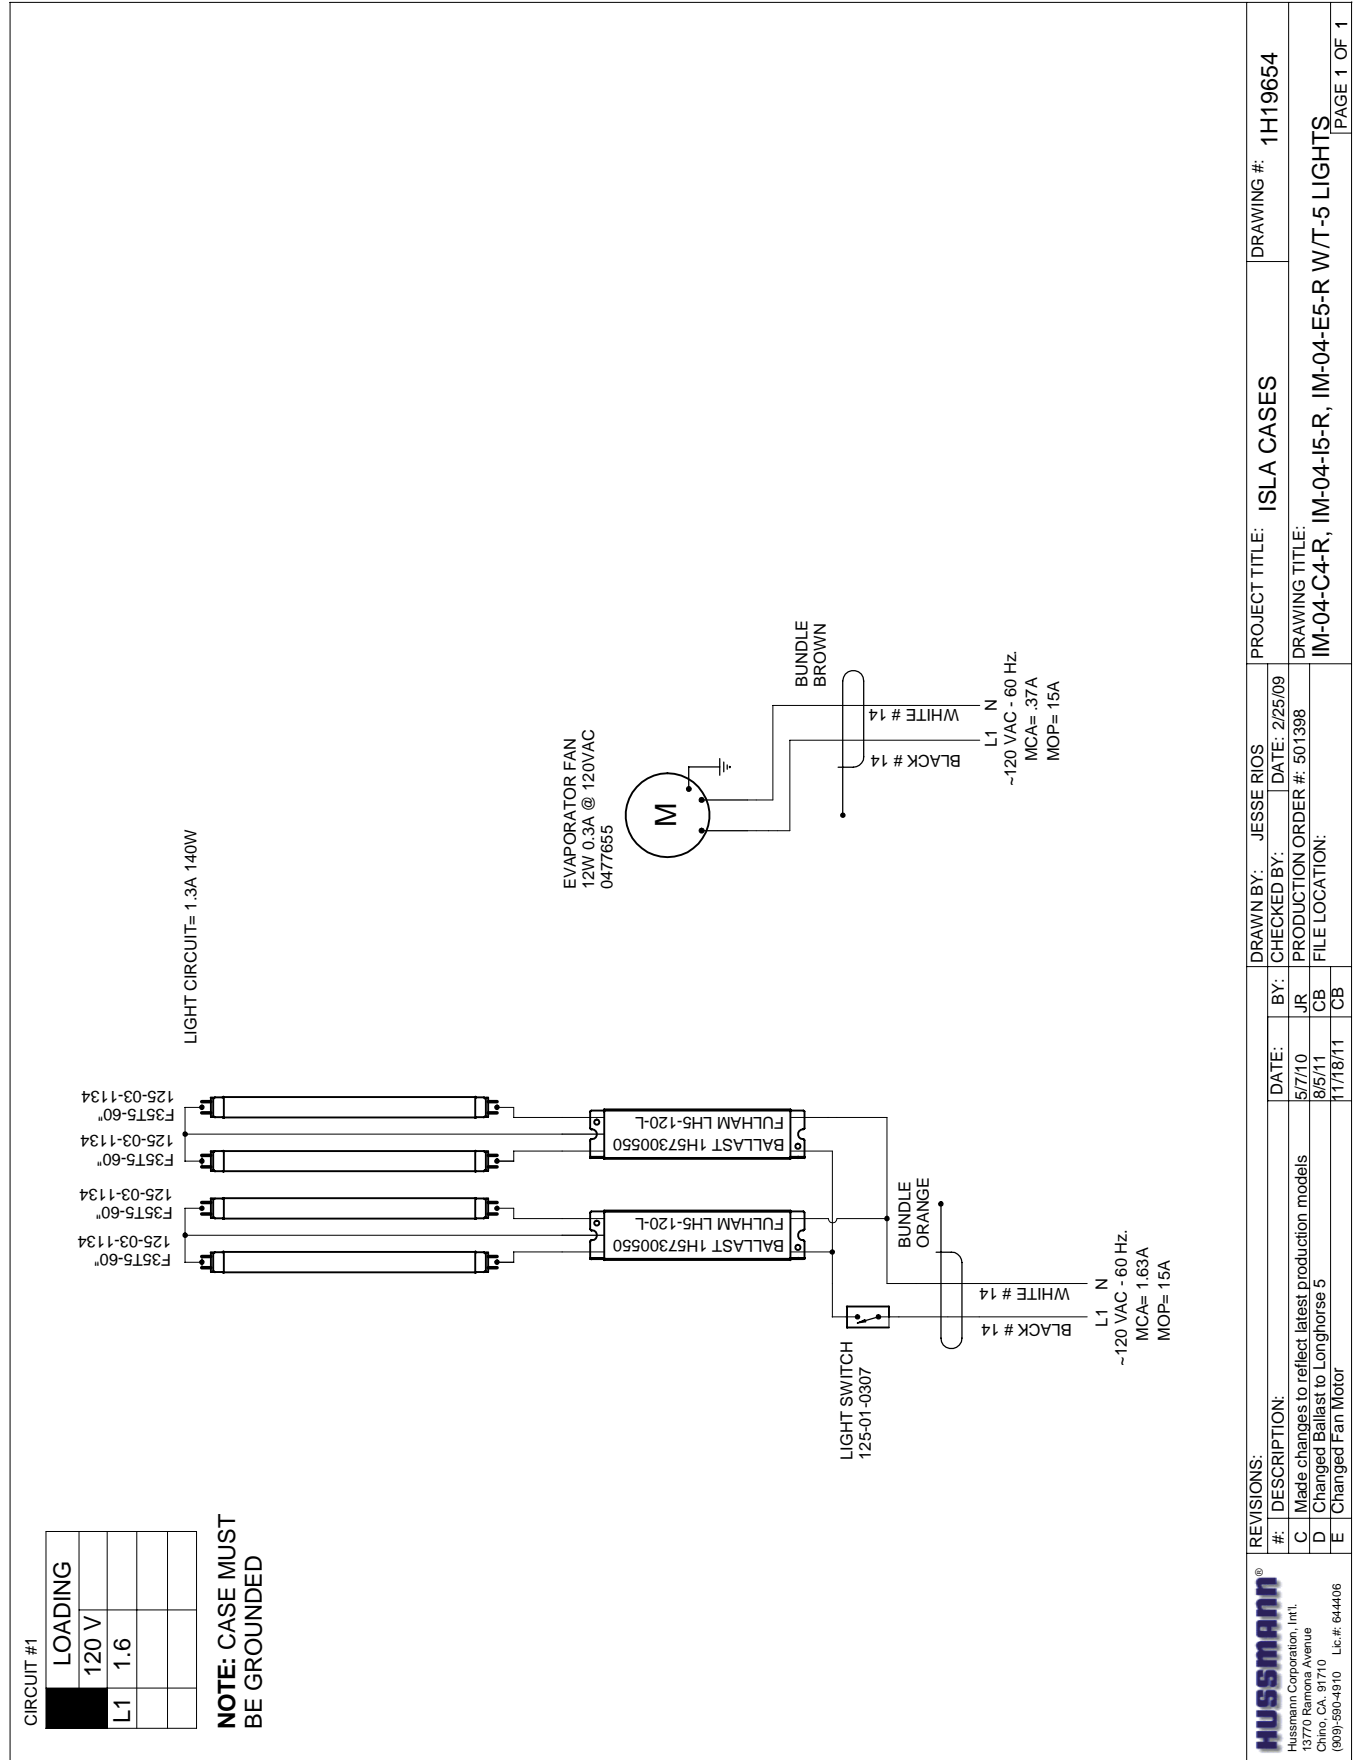 CIRCUIT #1
LOADING
120 V
L1 1.6
NOTE: CASE MUST
BE GROUNDED
F35T5-60"
125-03-1134
F35T5-60"
125-03-1134
F35T5-60"
125-03-1134
F35T5-60"
125-03-1134
LIGHT CIRCUIT= 1.3A 140W
BALLAST 1H57300550
FULHAM LH5-120-L
BALLAST 1H57300550
FULHAM LH5-120-L
LIGHT SWITCH
125-01-0307
BUNDLE
ORANGE
BLACK # 14
WHITE # 14
L1 N
~120 VAC - 60 Hz.
MCA= 1.63A
MOP= 15A
EVAPORATOR FAN
12W 0.3A @ 120VAC
0477655
M
BUNDLE
BROWN
BLACK # 14
WHITE # 14
L1 N
~120 VAC - 60 Hz.
MCA= .37A
MOP= 15A
HUSSMANN®
Hussmann Corporation, Int'l.
13770 Ramona Avenue
Chino, CA. 91710
(909)-590-4910 Lic.#: 644406
REVISIONS:
#: DESCRIPTION: DATE: BY:
C Made changes to reflect latest production models 5/7/10 JR
D Changed Ballast to Longhorse 5 8/5/11 CB
E Changed Fan Motor 11/18/11 CB
DRAWN BY: JESSE RIOS
CHECKED BY: DATE: 2/25/09
PRODUCTION ORDER #: 501398
FILE LOCATION:
PROJECT TITLE: ISLA CASES
DRAWING #: 1H19654
DRAWING TITLE:
IM-04-C4-R, IM-04-I5-R, IM-04-E5-R W/T-5 LIGHTS
PAGE 1 OF 1